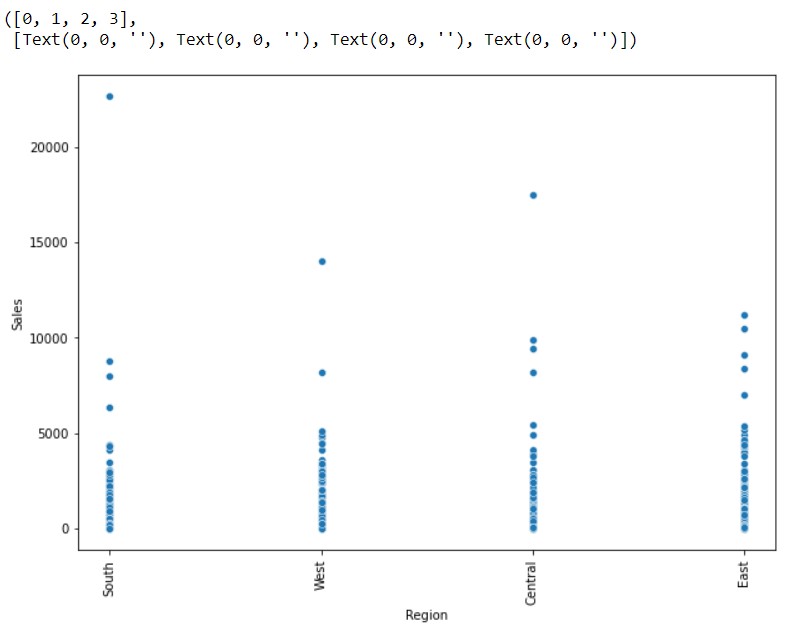 ([0, 1, 2, 3],
 [Text(0, 0, ''), Text(0, 0, ''), Text(0, 0, ''), Text(0, 0, '')])
20000
15000
10000
5000
0
Sales
South
West
Central
East
Region